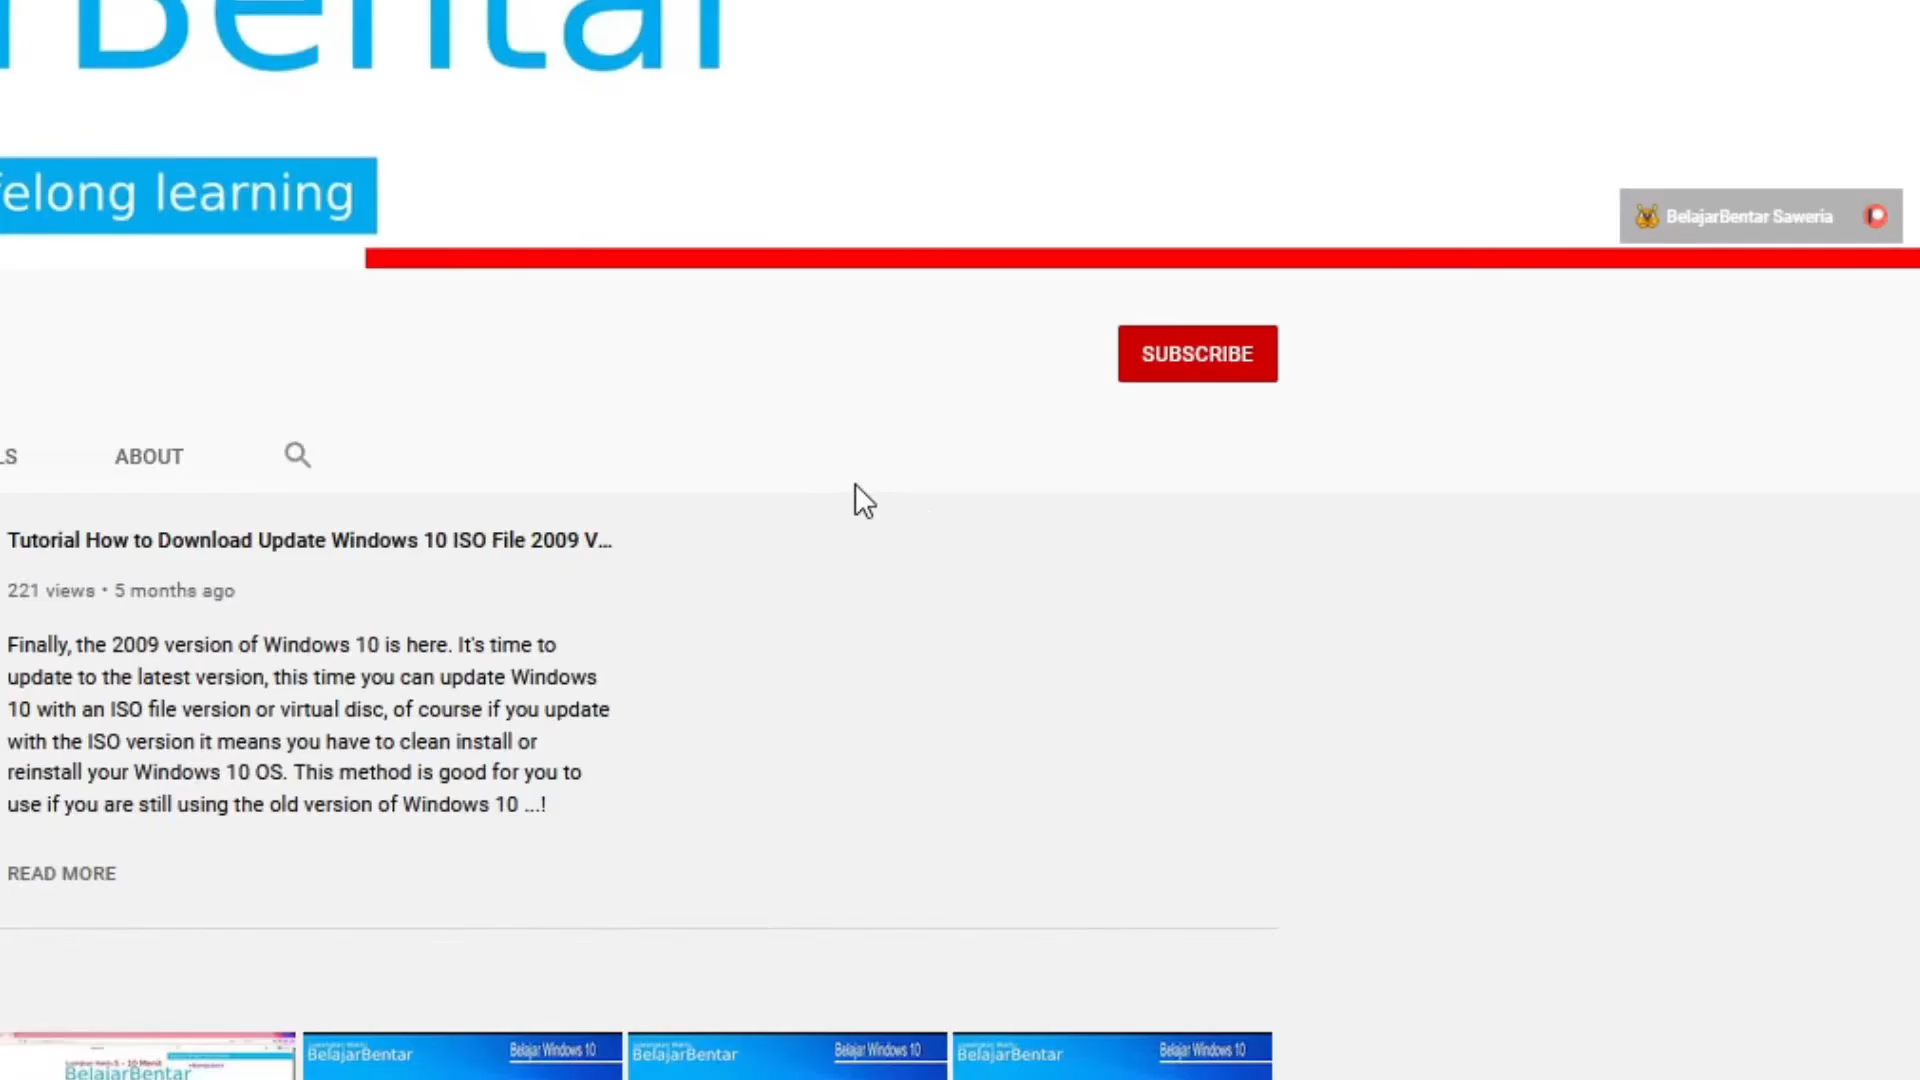 rBentar
felong learning
BelajarBentar Saweria
SUBSCRIBE
LS
ABOUT
Tutorial How to Download Update Windows 10 ISO File 2009 V...
221 views • 5 months ago
Finally, the 2009 version of Windows 10 is here. It's time to
update to the latest version, this time you can update Windows
10 with an ISO file version or virtual disc, of course if you update
with the ISO version it means you have to clean install or
reinstall your Windows 10 OS. This method is good for you to
use if you are still using the old version of Windows 10 ...!
READ MORE
BelajarBentar
BelajarBentar
Belajar Windows 10
BelajarBentar
Belajar Windows 10
BelajarBentar
Belajar Windows 10